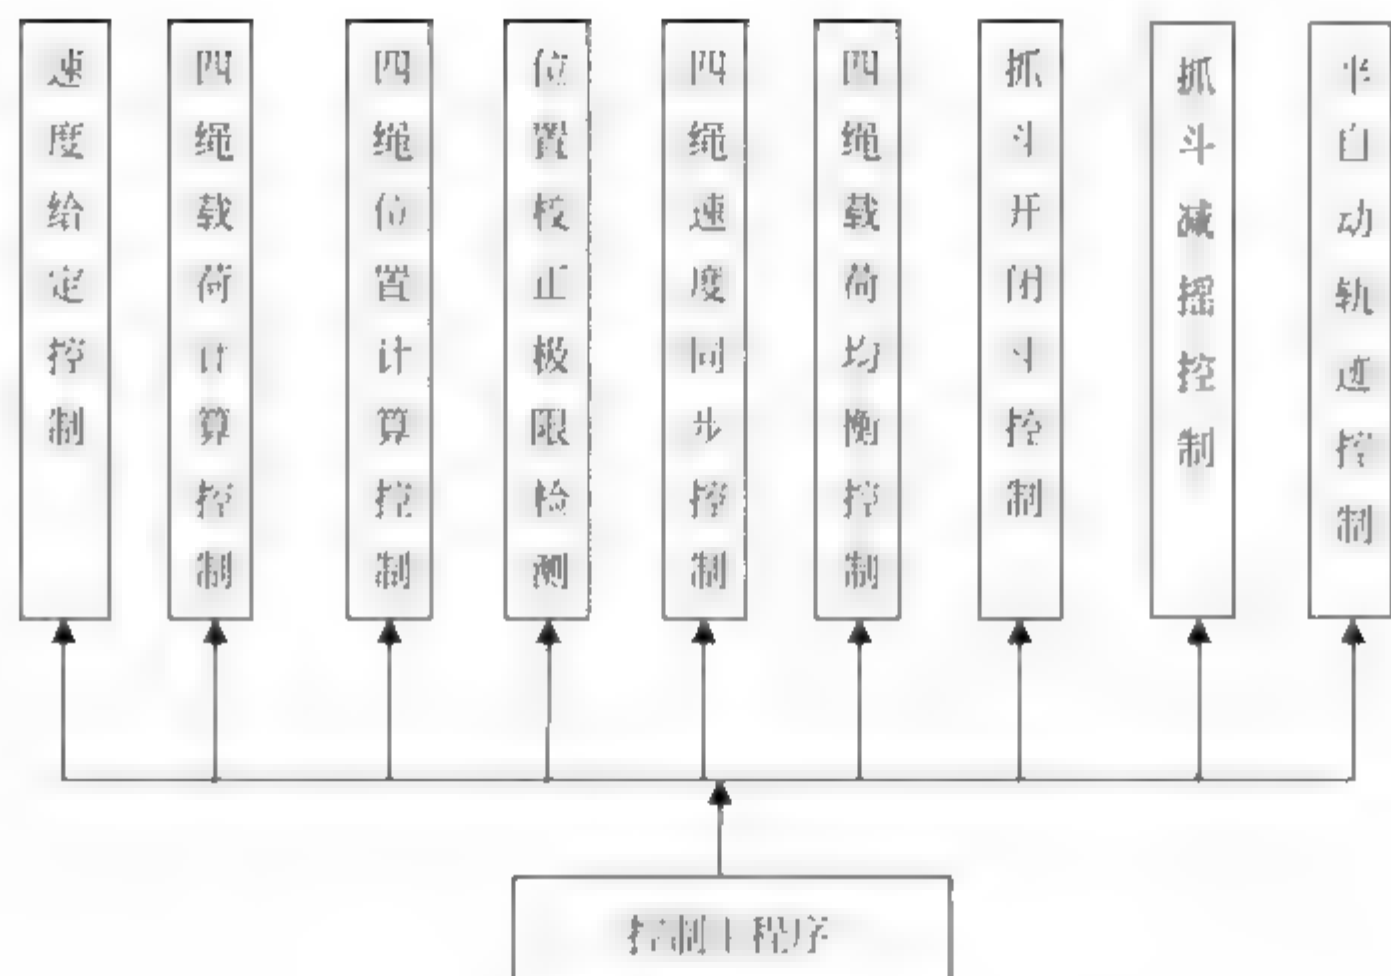 速度给定控制
四绳载荷计算控制
四绳位置计算控制
位置校正极限检测
四绳速度同步控制
四绳载荷均衡控制
抓斗开闭斗控制
抓斗减摇控制
半自动轨迹控制
控制主程序